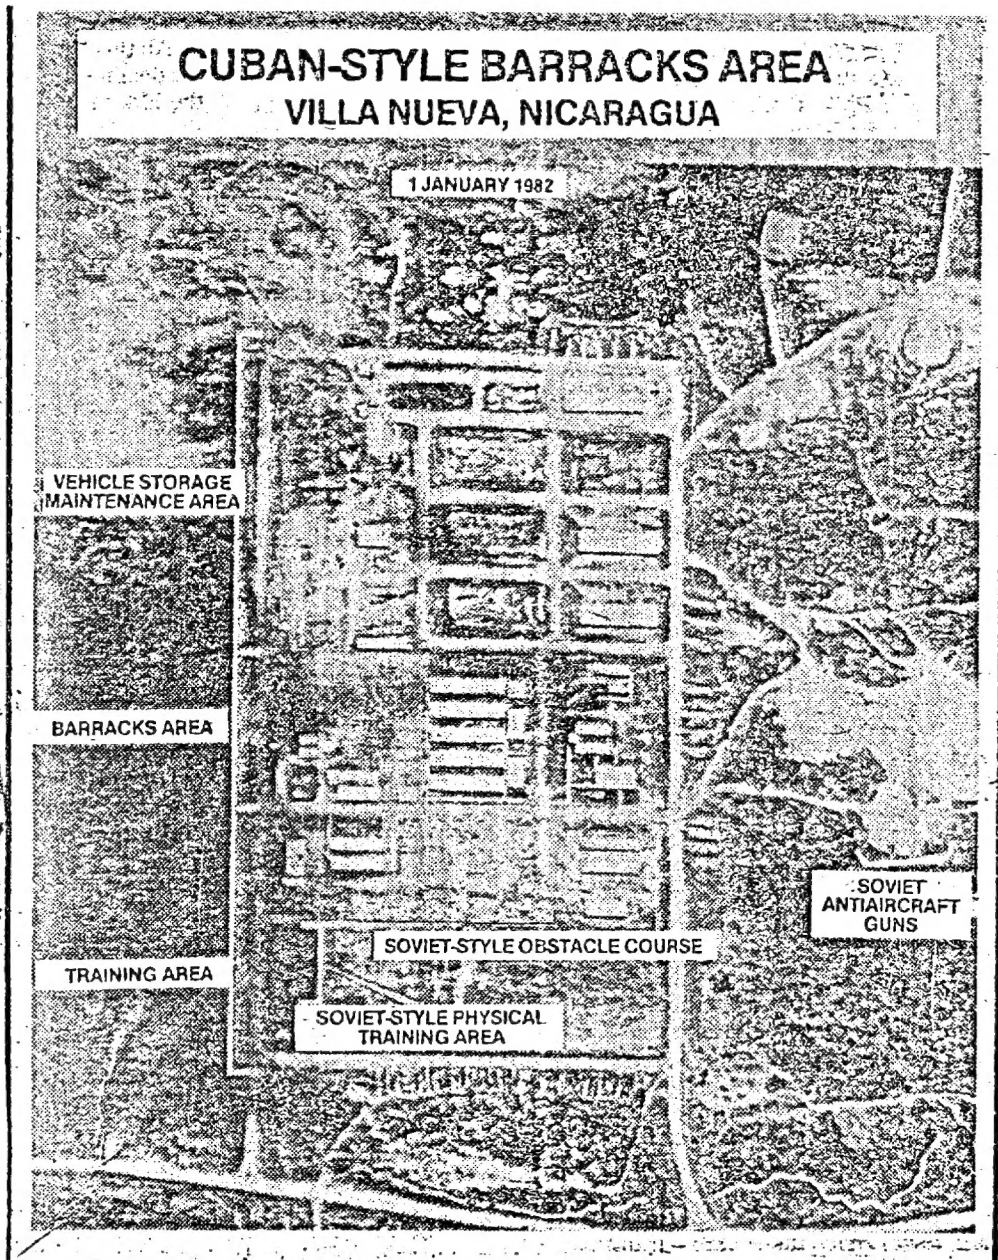 CUBAN-STYLE BARRACKS AREA
VILLA NUEVA, NICARAGUA
1 JANUARY 1982
VEHICLE STORAGE
MAINTENANCE AREA
BARRACKS AREA
SOVIET
ANTIAIRCRAFT
GUNS
SOVIET-STYLE OBSTACLE COURSE
TRAINING AREA
SOVIET-STYLE PHYSICAL
TRAINING AREA